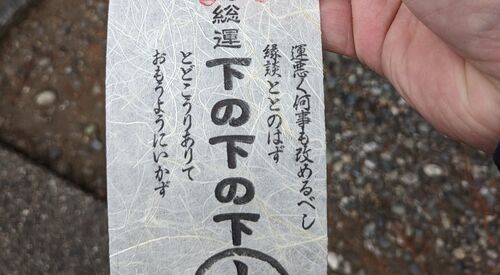 運悪く何事も改めるべし
縁談ととのはず
総運
下の下の下の下
とどこうりありて
おもうようにいかず